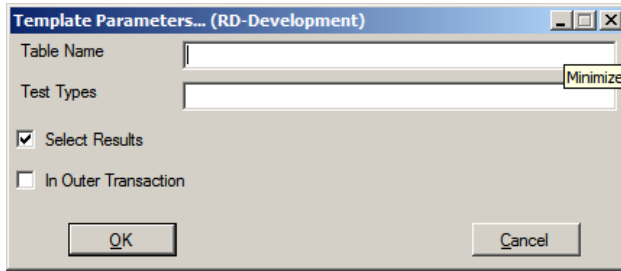 Template Parameters... (RD-Development)
Table Name
Minimize
Test Types
Select Results
In Outer Transaction
OK
Cancel